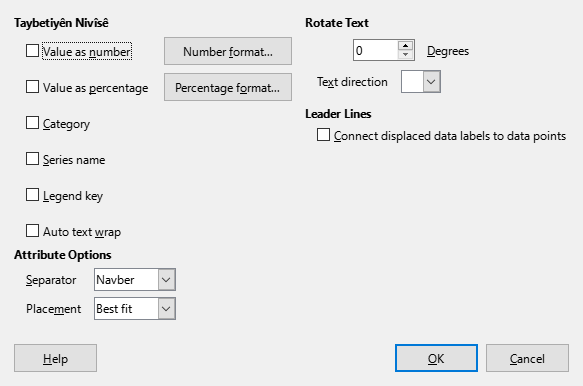 Taybetiyên Nivîsê
Value as number
Number format...
Value as percentage
Percentage format...
Category
Series name
Legend key
Auto text wrap
Attribute Options
Separator Navber
Placement Best fit
Rotate Text
0 Degrees
Text direction
Leader Lines
Connect displaced data labels to data points
Help
OK
Cancel